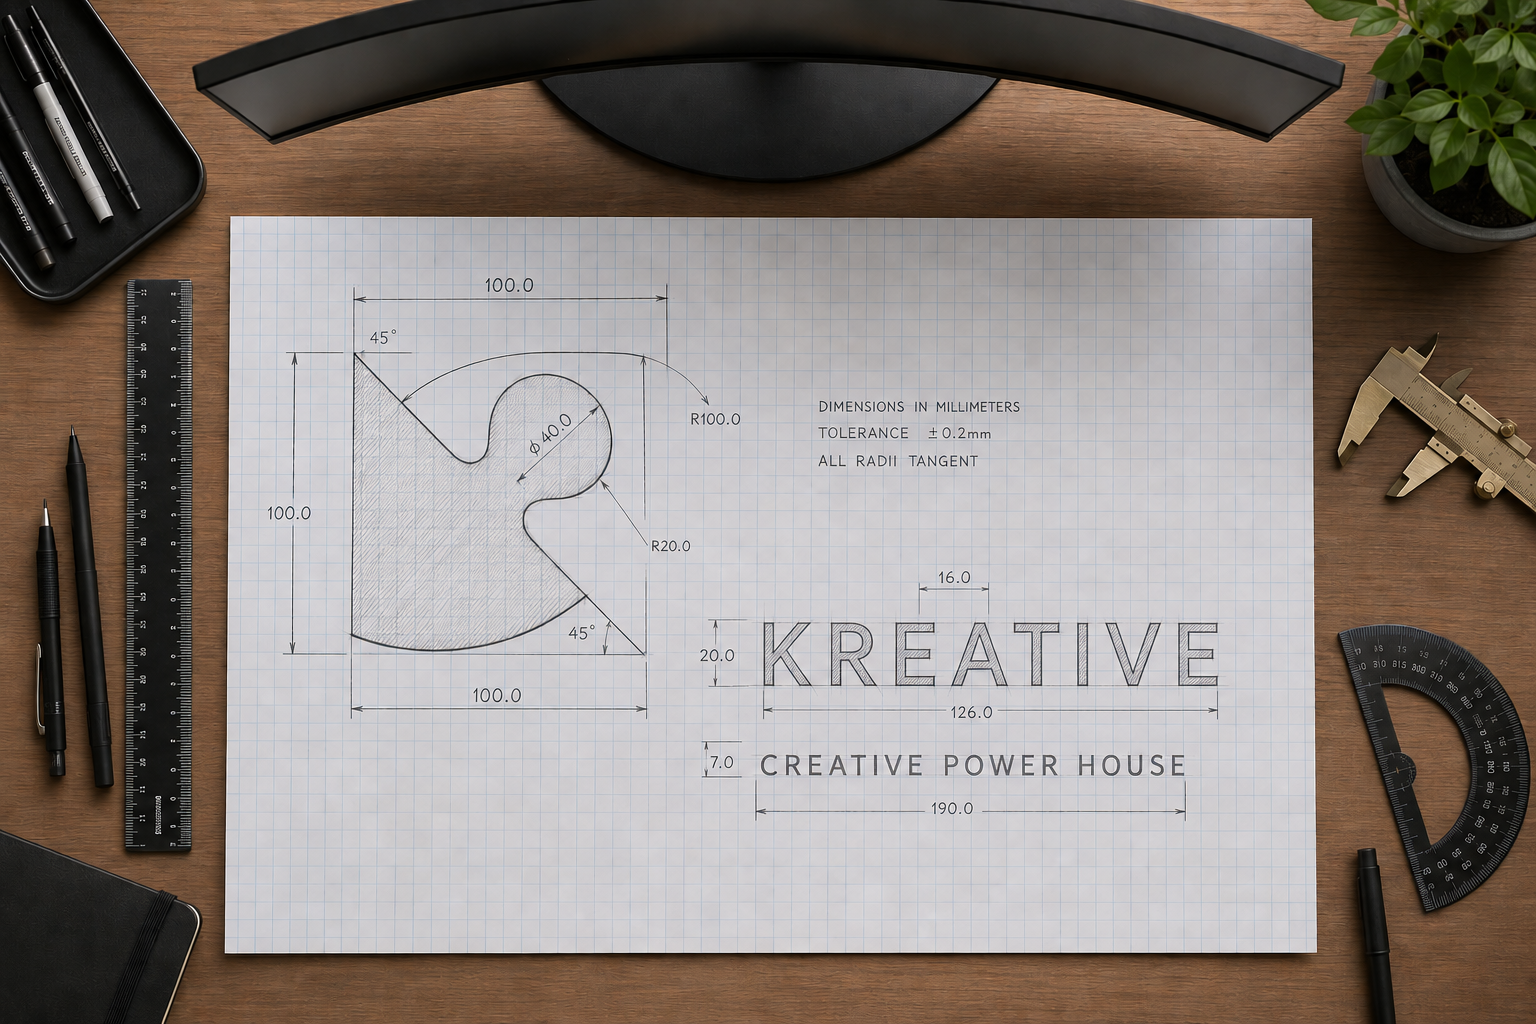 100.0
45°
R100.0
⌀ 40.0
100.0
R20.0
45°
100.0
DIMENSIONS IN MILLIMETERS
TOLERANCE ±0.2mm
ALL RADII TANGENT
16.0
20.0
KREATIVE
126.0
7.0
CREATIVE POWER HOUSE
190.0